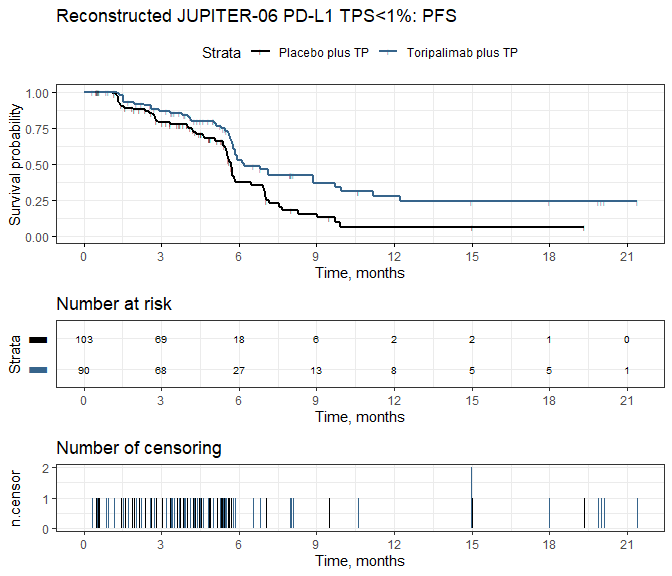 Reconstructed JUPITER-06 PD-L1 TPS<1%: PFS
Strata Placebo plus TP Toripalimab plus TP
Survival probability
1.00
0.75
0.50
0.25
0.00
0 3 6 9 12 15 18 21
Time, months
Number at risk
Strata
103 69 18 6 2 2 1 0
90 68 27 13 8 5 5 1
0 3 6 9 12 15 18 21
Time, months
Number of censoring
n.censor
2
1
0
0 3 6 9 12 15 18 21
Time, months